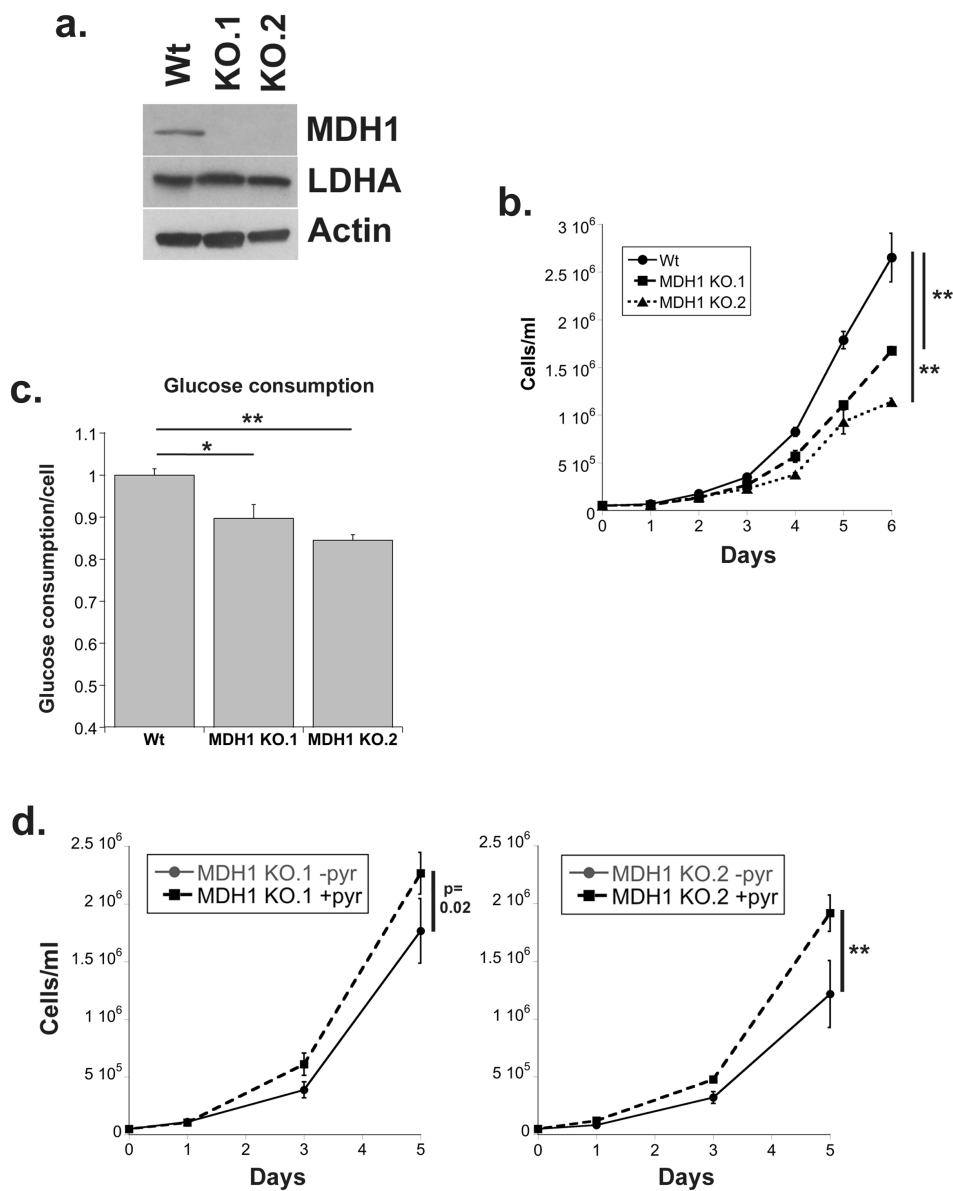 a.
Wt
KO.1
KO.2
MDH1
LDHA
Actin
b.
3 10⁶
2.5 10⁶
2 10⁶
1.5 10⁶
1 10⁶
5 10⁵
0
Cells/ml
Wt
MDH1 KO.1
MDH1 KO.2
**
**
0 1 2 3 4 5 6
Days
c.
Glucose consumption
**
*
1.1
1
0.9
0.8
0.7
0.6
0.5
0.4
Glucose consumption/cell
Wt MDH1 KO.1 MDH1 KO.2
d.
2.5 10⁶
2 10⁶
1.5 10⁶
1 10⁶
5 10⁵
0
Cells/ml
MDH1 KO.1 -pyr
MDH1 KO.1 +pyr
p=
0.02
0 1 2 3 4 5
Days
2.5 10⁶
2 10⁶
1.5 10⁶
1 10⁶
5 10⁵
0
MDH1 KO.2 -pyr
MDH1 KO.2 +pyr
**
0 1 2 3 4 5
Days